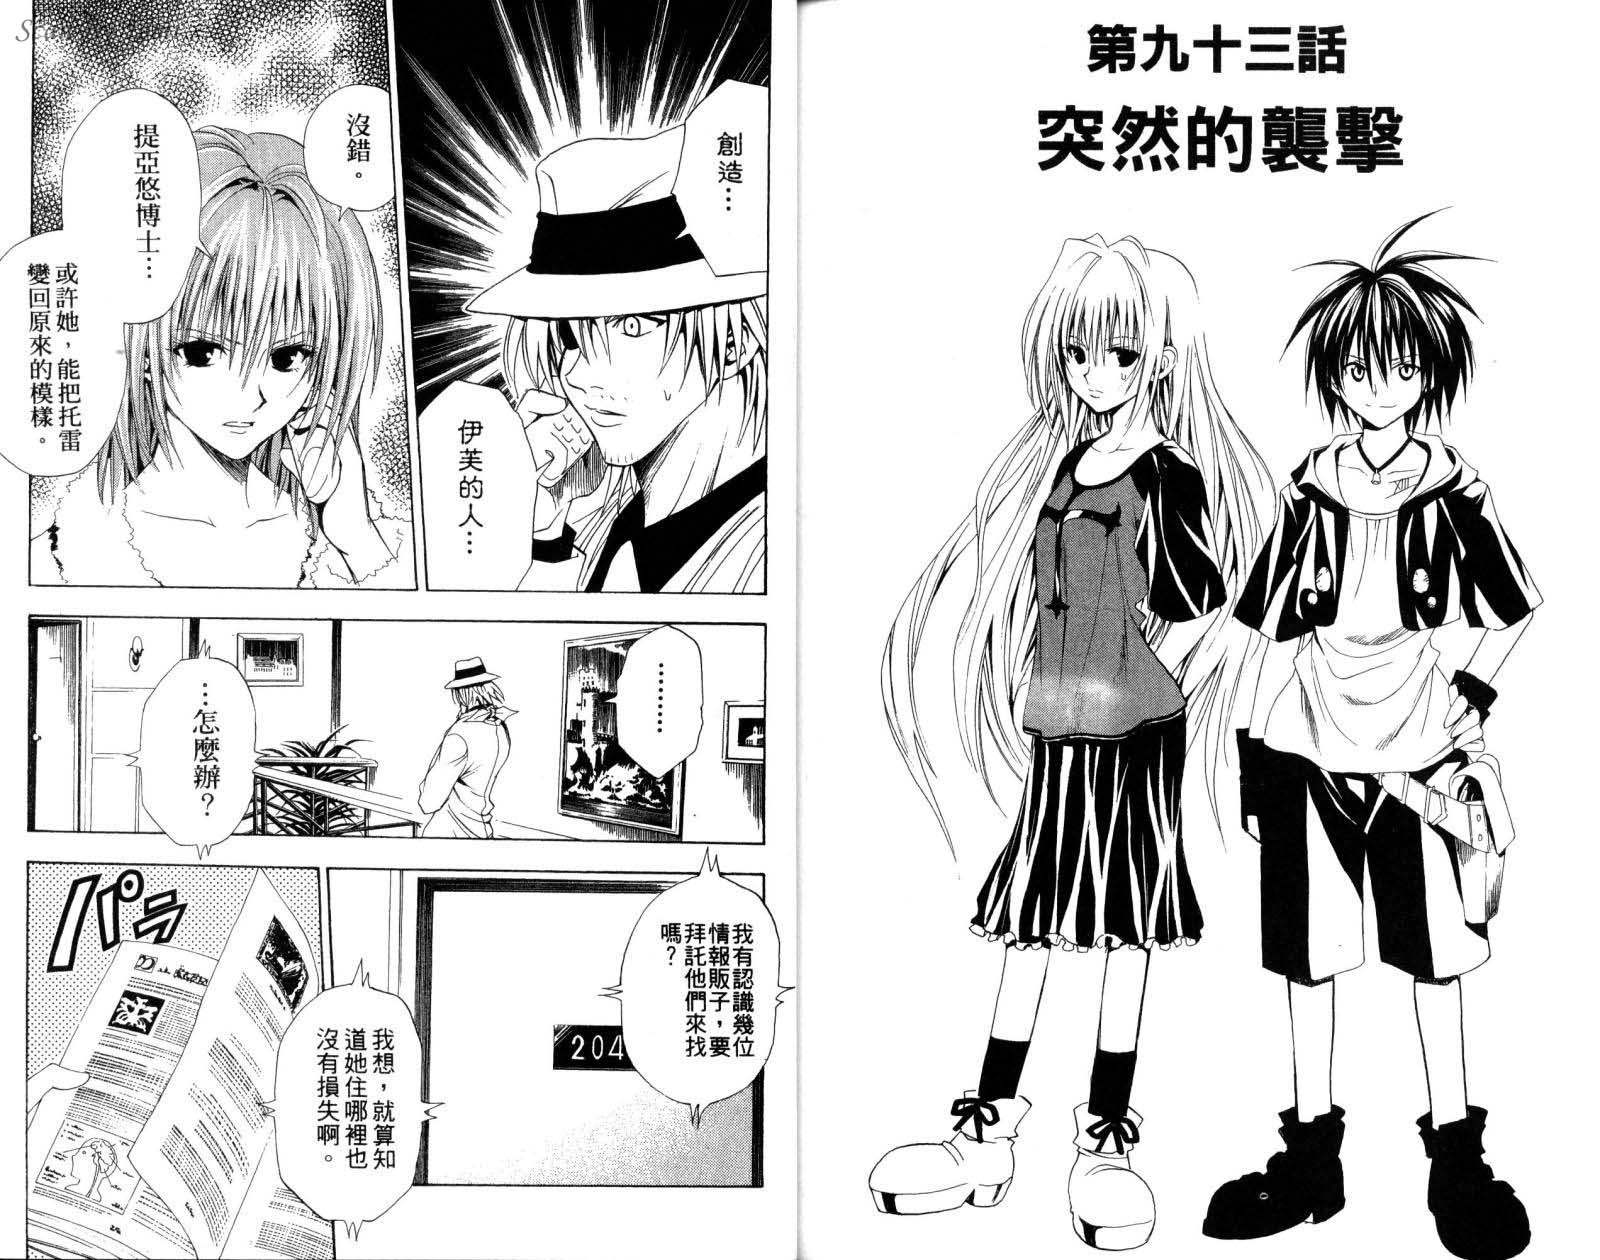 第九十三話
突然的襲擊
創造…
伊芙的人…
沒錯。
提亞悠博士…
或許她，能把托雷
變回原來的模樣。
………
…怎麼辦？
我有認識幾位
情報販子，要
拜託他們來找
嗎？
204
我想，就算知
道她住哪裡也
沒有損失啊。
パラ